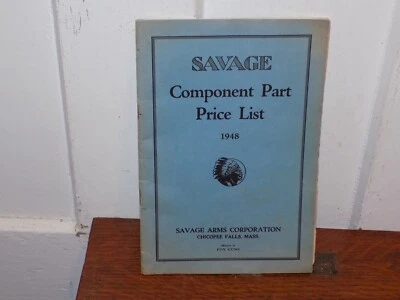 SAVAGE
Component Part
Price List
1948
SAVAGE ARMS CORPORATION
CHICOPEE FALLS, MASS.